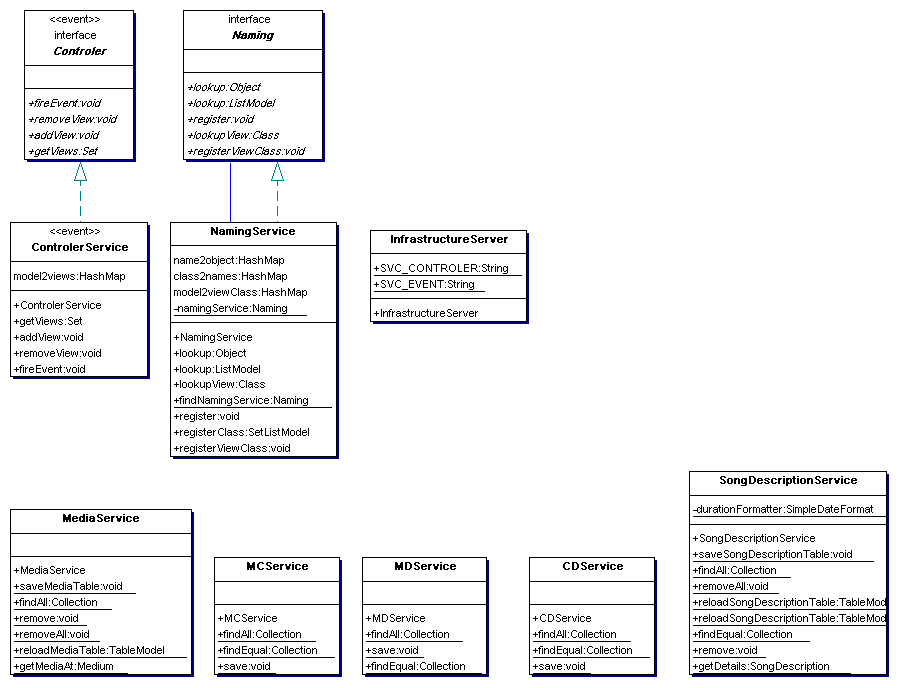 <<event>>
interface
Controler
+fireEvent:void
+removeView:void
+addView:void
+getViews:Set
interface
Naming
+lookup:Object
+lookup:ListModel
+register:void
+lookupView:Class
+registerViewClass:void
<<event>>
ControlerService
model2views:HashMap
+ControlerService
+getViews:Set
+addView:void
+removeView:void
+fireEvent:void
NamingService
name2object:HashMap
class2names:HashMap
model2viewClass:HashMap
-namingService:Naming
+NamingService
+lookup:Object
+lookup:ListModel
+lookupView:Class
+findNamingService:Naming
+register:void
+registerClass:SetListModel
+registerViewClass:void
InfrastructureServer
+SVC_CONTROLER:String
+SVC_EVENT:String
+InfrastructureServer
MediaService
+MediaService
+saveMediaTable:void
+findAll:Collection
+remove:void
+removeAll:void
+reloadMediaTable:TableModel
+getMediaAt:Medium
MCService
+MCService
+findAll:Collection
+findEqual:Collection
+save:void
MDService
+MDService
+findAll:Collection
+save:void
+findEqual:Collection
CDService
+CDService
+findAll:Collection
+findEqual:Collection
+save:void
SongDescriptionService
-durationFormatter:SimpleDateFormat
+SongDescriptionService
+saveSongDescriptionTable:void
+findAll:Collection
+removeAll:void
+reloadSongDescriptionTable:TableMod
+reloadSongDescriptionTable:TableMod
+findEqual:Collection
+remove:void
+getDetails:SongDescription